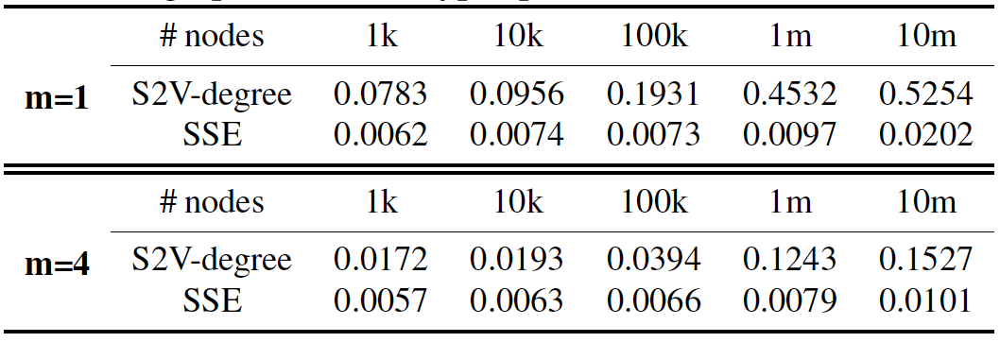 # nodes 1k 10k 100k 1m 10m
m=1
S2V-degree 0.0783 0.0956 0.1931 0.4532 0.5254
SSE 0.0062 0.0074 0.0073 0.0097 0.0202
# nodes 1k 10k 100k 1m 10m
m=4
S2V-degree 0.0172 0.0193 0.0394 0.1243 0.1527
SSE 0.0057 0.0063 0.0066 0.0079 0.0101